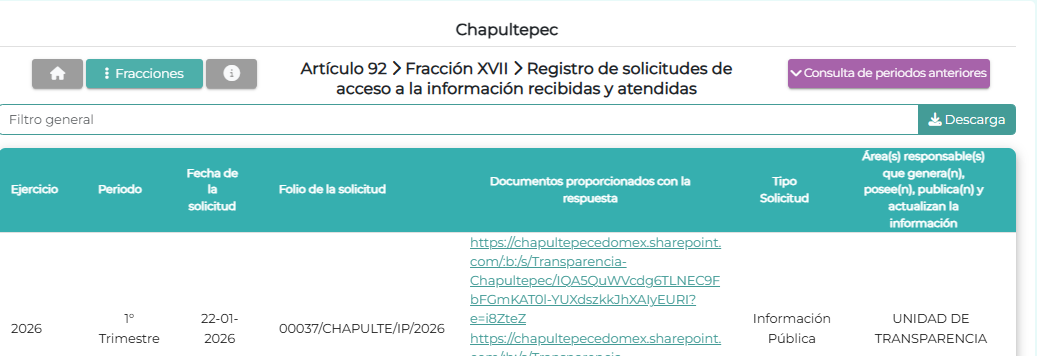 Chapultepec
Fracciones
Artículo 92 > Fracción XVII > Registro de solicitudes de
acceso a la información recibidas y atendidas
Consulta de periodos anteriores
Filtro general
Descarga
Ejercicio
Periodo
Fecha de
la
solicitud
Folio de la solicitud
Documentos proporcionados con la
respuesta
Tipo
Solicitud
Área(s) responsable(s)
que genera(n),
posee(n), publica(n) y
actualizan la
información
2026
1°
Trimestre
22-01-
2026
00037/CHAPULTE/IP/2026
https://chapultepecedomex.sharepoint.
com/:b:/s/Transparencia-
Chapultepec/IQA5QuWVcdg6TLNEC9F
bFGmKAT0l-YUXdszkkJhXAIyEURI?
e=i8ZteZ
https://chapultepecedomex.sharepoint.
com/:b:/s/Transparencia-
Información
Pública
UNIDAD DE
TRANSPARENCIA